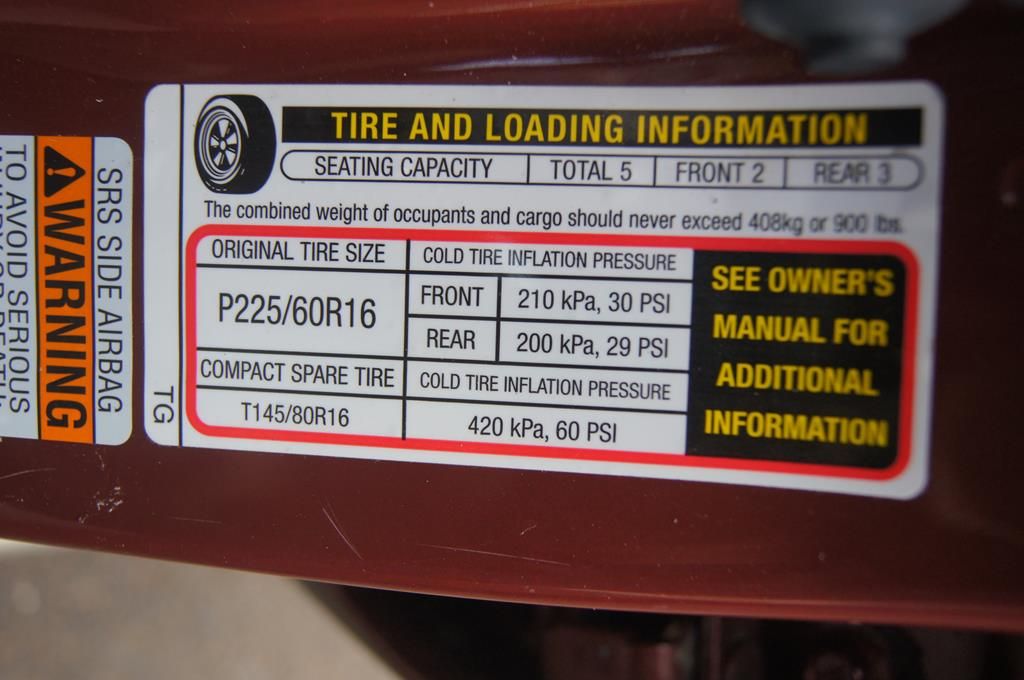 TIRE AND LOADING INFORMATION
SEATING CAPACITY TOTAL 5 FRONT 2 REAR 3
The combined weight of occupants and cargo should never exceed 408kg or 900 lbs.
ORIGINAL TIRE SIZE COLD TIRE INFLATION PRESSURE
P225/60R16
FRONT 210 kPa, 30 PSI
REAR 200 kPa, 29 PSI
COMPACT SPARE TIRE COLD TIRE INFLATION PRESSURE
T145/80R16 420 kPa, 60 PSI
SEE OWNER'S
MANUAL FOR
ADDITIONAL
INFORMATION
TG
SRS SIDE AIRBAG
WARNING
TO AVOID SERIOUS